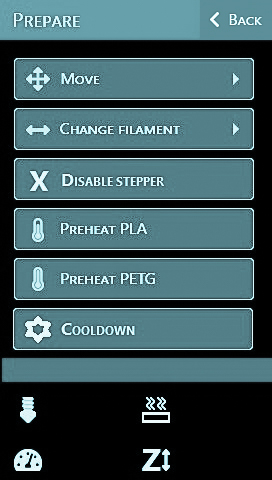 Prepare
Back
Move
Change filament
X Disable stepper
Preheat PLA
Preheat PETG
Cooldown
Z